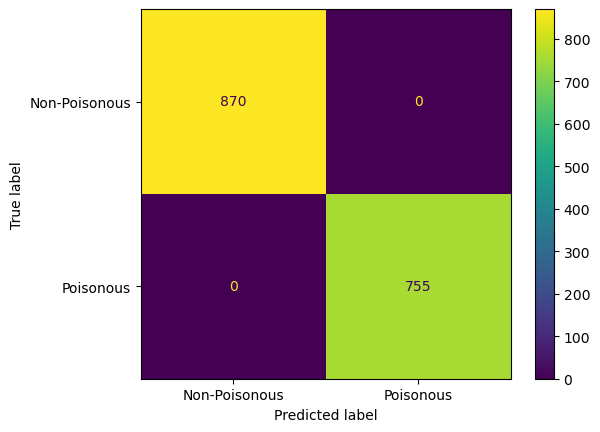 Non-Poisonous 870 0
Poisonous 0 755
Non-Poisonous Poisonous
Predicted label
True label
800
700
600
500
400
300
200
100
0